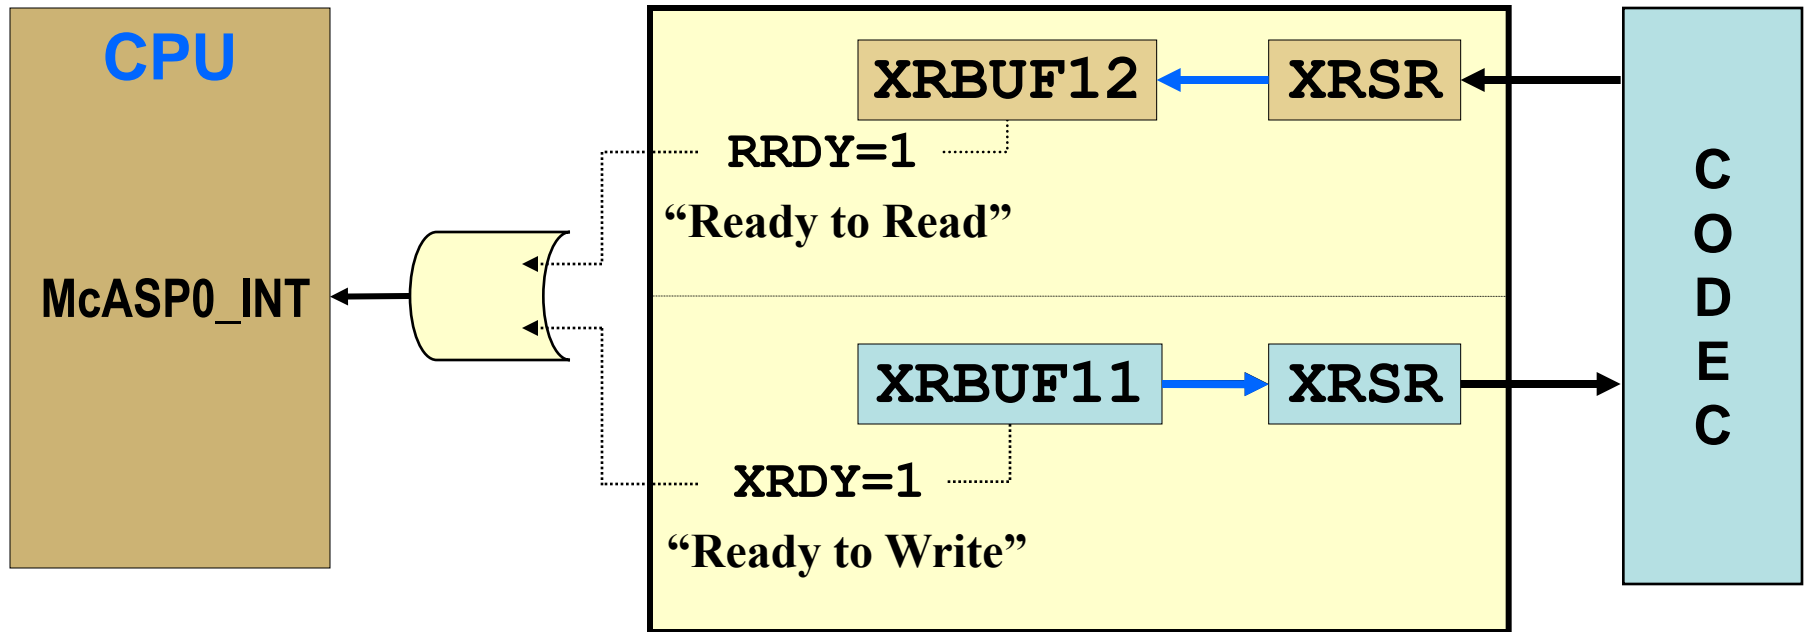 CPU
McASP0_INT
XRBUF12
XRSR
RRDY=1
“Ready to Read”
XRBUF11
XRSR
XRDY=1
“Ready to Write”
C
O
D
E
C